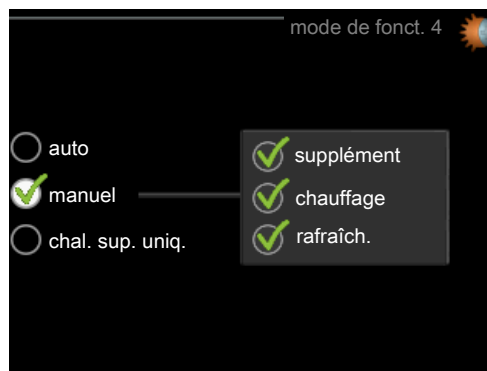 mode de fonct. 4
auto
manuel
chal. sup. uniq.
supplément
chauffage
rafraîch.